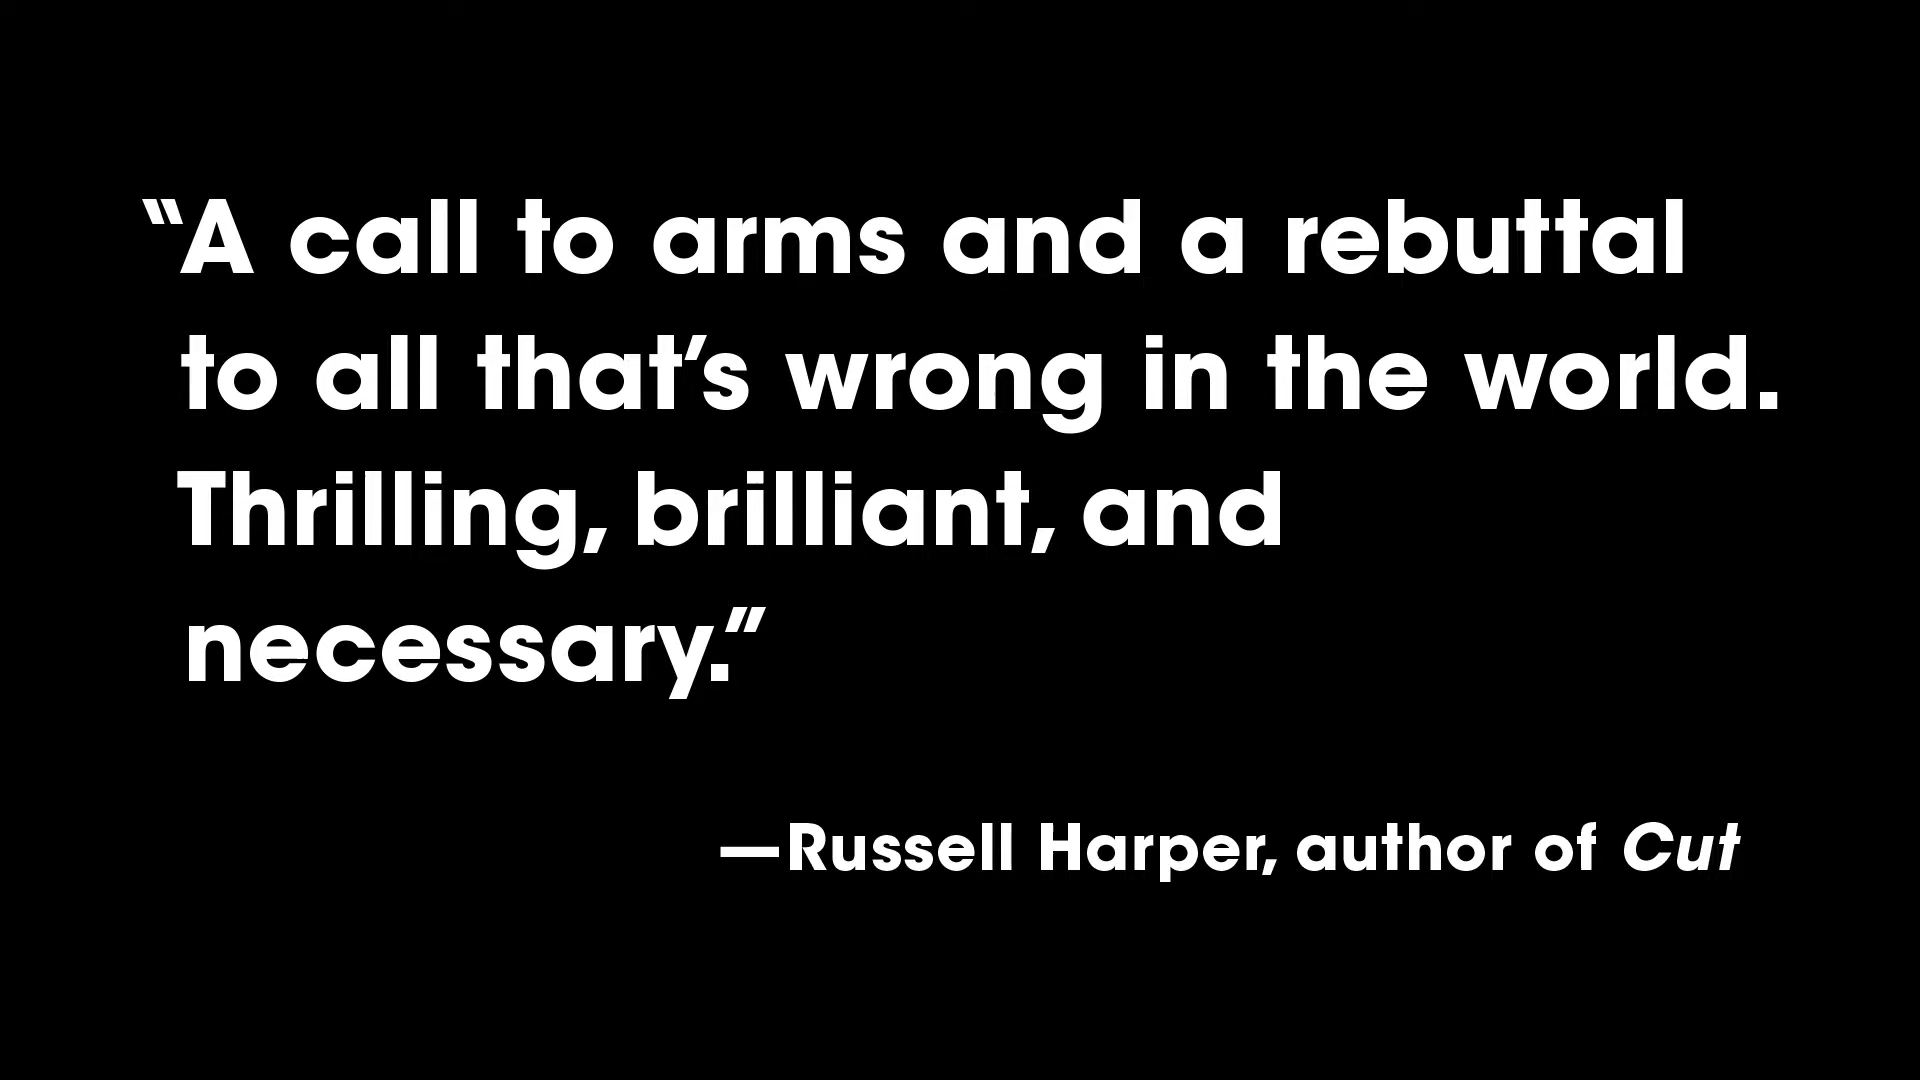 “A call to arms and a rebuttal
to all that’s wrong in the world.
Thrilling, brilliant, and
necessary.”
—Russell Harper, author of Cut